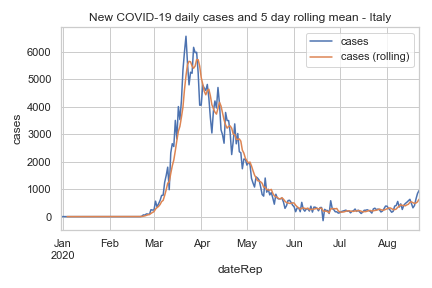 New COVID-19 daily cases and 5 day rolling mean - Italy
cases
cases (rolling)
cases
6000
5000
4000
3000
2000
1000
0
Jan Feb Mar Apr May Jun Jul Aug
2020
dateRep